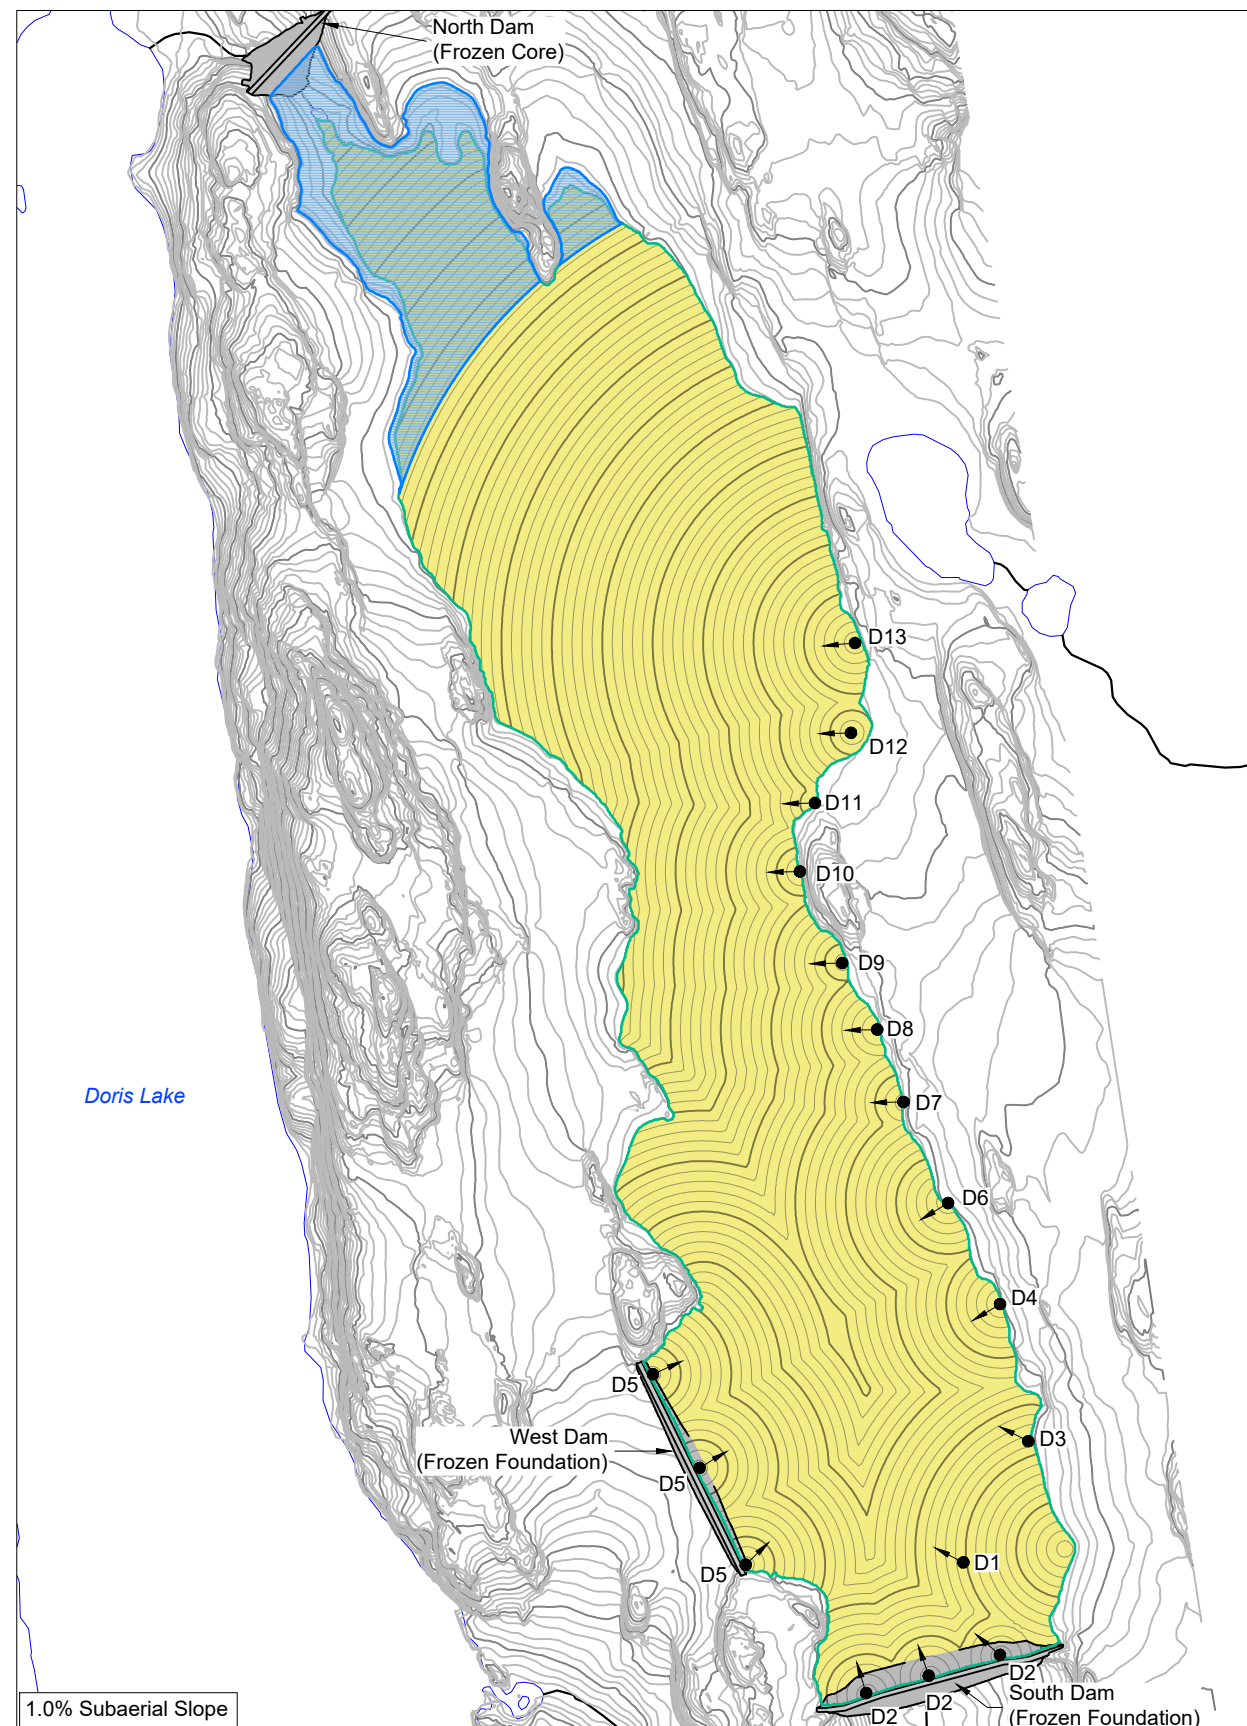 North Dam
(Frozen Core)
D13
D12
D11
D10
D9
D8
D7
Doris Lake
D6
D4
D5
West Dam
(Frozen Foundation)
D3
D5
D1
D5
D2
D2
D2
South Dam
(Frozen Foundation)
1.0% Subaerial Slope